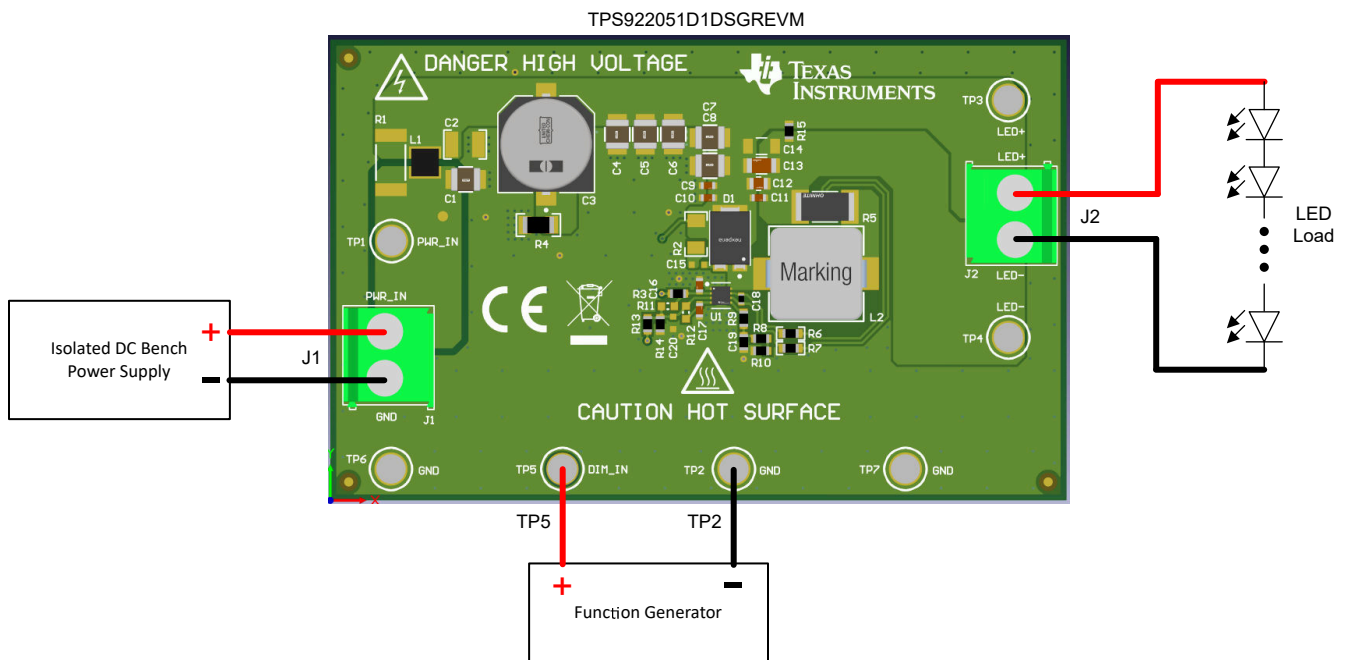 TPS922051D1DSGREVM
DANGER HIGH VOLTAGE
TEXAS
INSTRUMENTS
R1
L1
C2
C1
C3
R4
C4
C5
C6
C7
C8
C9
C10
R15
C14
C13
C12
C11
D1
R2
C15
R5
L2
Marking
TP3
LED+
LED+
J2
LED-
LED-
TP4
J2
LED
Load
TP1
PWR_IN
PWR_IN
GND
J1
J1
Isolated DC Bench
Power Supply
+
-
CE
R3
C16
R11
R13
R14
C20
R12
C17
U1
C18
R9
C19
R8
R10
R6
R7
CAUTION HOT SURFACE
TP6
GND
TP5
DIM_IN
TP2
GND
TP7
GND
Y
X
TP5
TP2
+
-
Function Generator